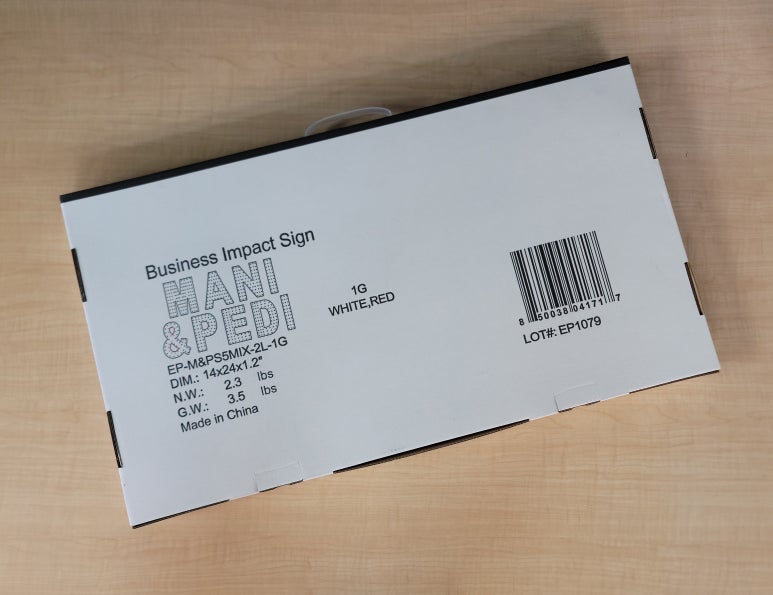 Business Impact Sign
MANI
&PEDI
EP-M&PS5MIX-2L-1G
DIM.: 14x24x1.2"
N.W.: 2.3 lbs
G.W.: 3.5 lbs
Made in China
1G
WHITE,RED
8 50038 04171 7
LOT#: EP1079